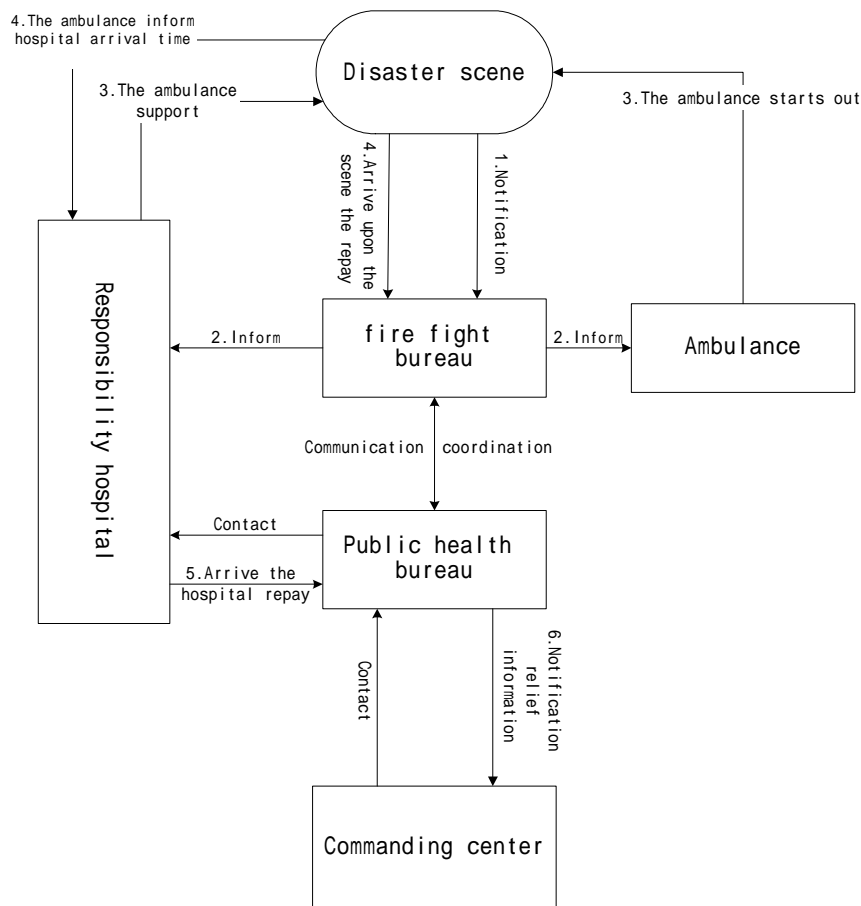 4.The ambulance inform
hospital arrival time
Disaster scene
3.The ambulance
support
3.The ambulance starts out
4.Arrive upon the
scene the repay
1.Notification
Responsibility hospital
2.Inform
fire fight
bureau
2.Inform
Ambulance
Communication coordination
Contact
Public health
bureau
5.Arrive the
hospital repay
Contact
6.Notification
relief
information
Commanding center